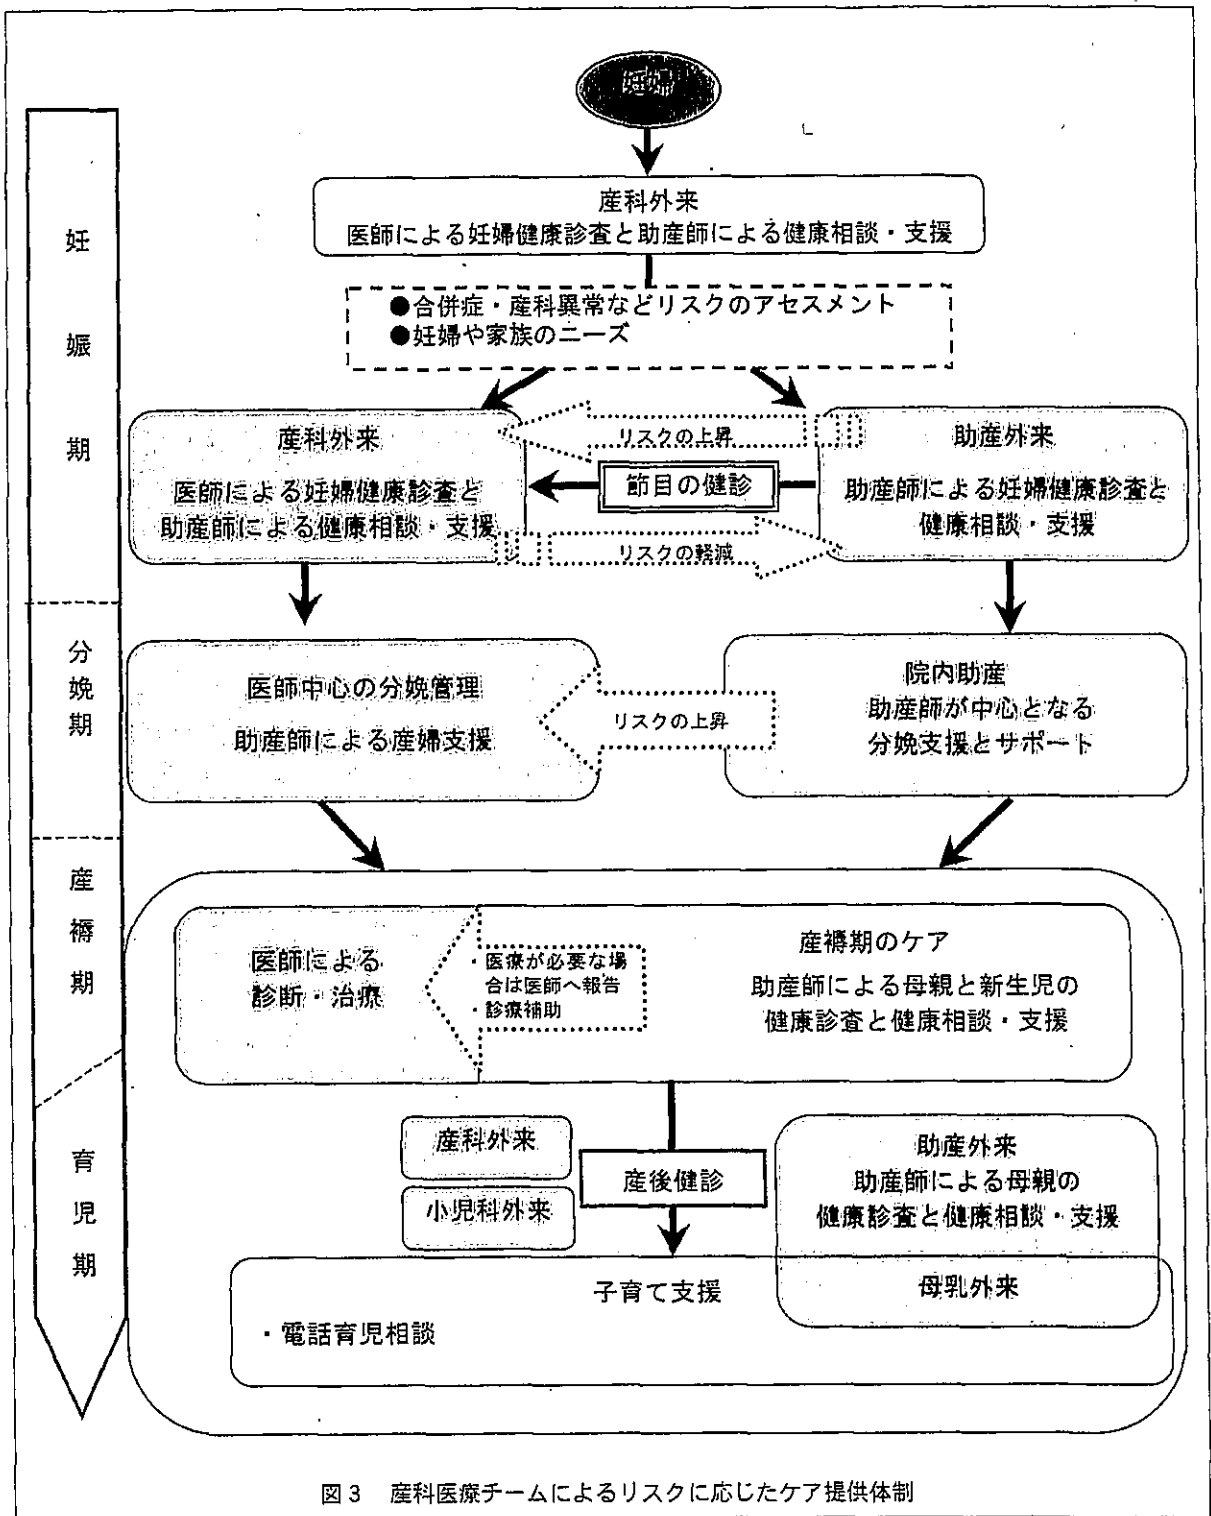 妊婦
産科外来
医師による妊婦健康診査と助産師による健康相談・支援
●合併症・産科異常などリスクのアセスメント
●妊婦や家族のニーズ
妊娠期
産科外来
医師による妊婦健康診査と
助産師による健康相談・支援
リスクの上昇
節目の健診
リスクの軽減
助産外来
助産師による妊婦健康診査と
健康相談・支援
分娩期
医師中心の分娩管理
助産師による産婦支援
リスクの上昇
院内助産
助産師が中心となる
分娩支援とサポート
産褥期
医師による
診断・治療
・医療が必要な場
合は医師へ報告
・診療補助
産褥期のケア
助産師による母親と新生児の
健康診査と健康相談・支援
育児期
産科外来
小児科外来
産後健診
助産外来
助産師による母親の
健康診査と健康相談・支援
母乳外来
子育て支援
・電話育児相談
図3 産科医療チームによるリスクに応じたケア提供体制